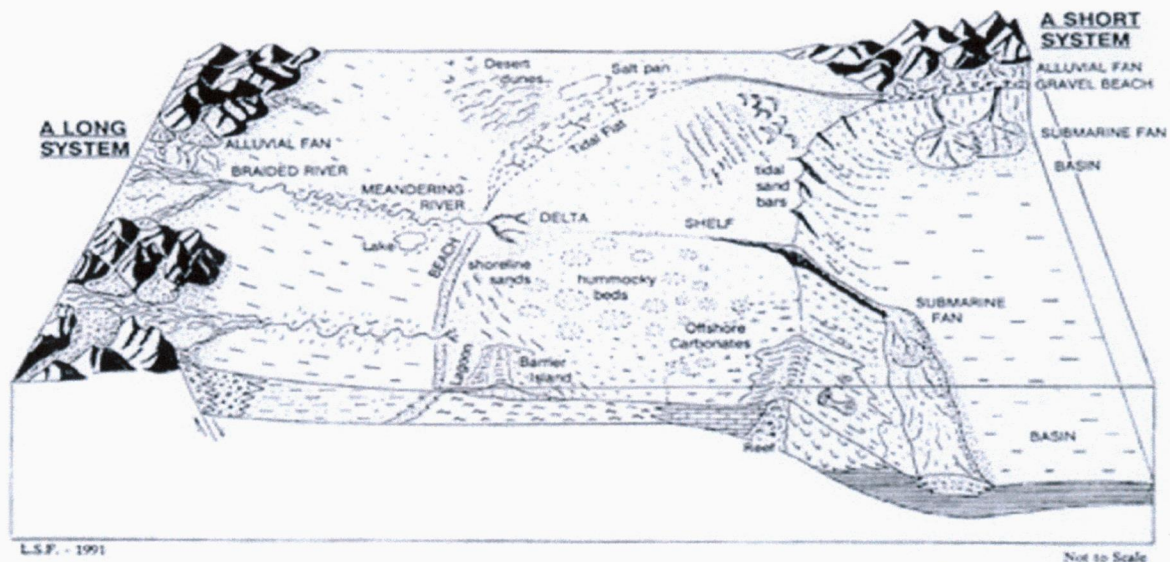 A SHORT
SYSTEM
ALLUVIAL FAN
GRAVEL BEACH
SUBMARINE FAN
BASIN
Desert
dunes
Salt pan
Tidal Flat
tidal
sand
bars
A LONG
SYSTEM
ALLUVIAL FAN
BRAIDED RIVER
MEANDERING
RIVER
DELTA
SHELF
Lake
BEACH
shoreline
sands
hummocky
beds
SUBMARINE
FAN
Offshore
Carbonates
Lagoon
Barrier
Island
Reef
BASIN
L.S.F. - 1991
Not to Scale